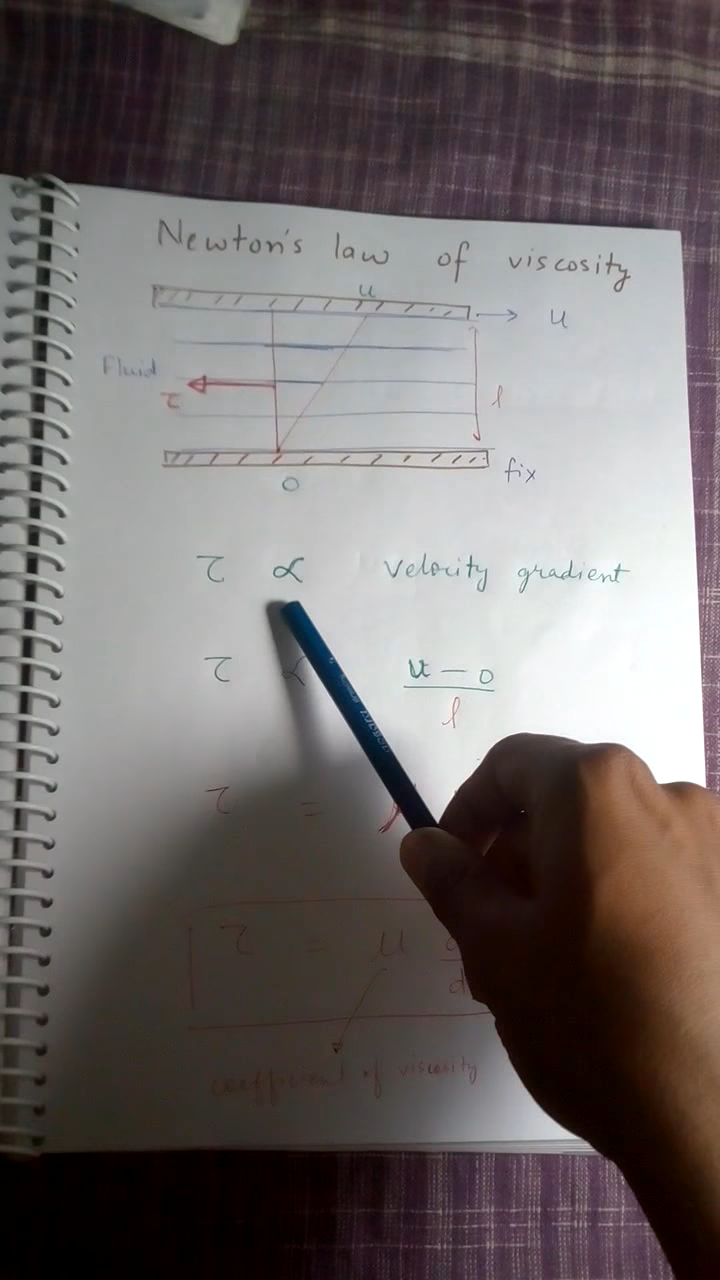 Newton's law of viscosity
u
u
Fluid
τ
l
fix
0
τ ∝ velocity gradient
τ ∝ u - 0
l
τ =
τ = μ
coefficient of viscosity